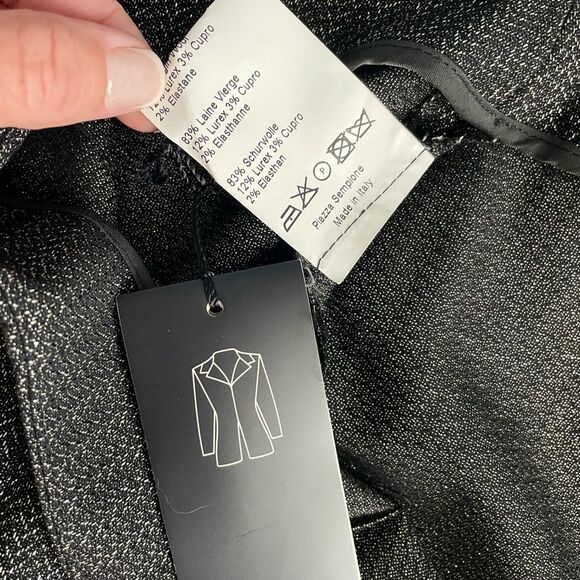 12% Lurex 3% Cupro
2% Elastane
83% Laine Vierge
12% Lurex 3% Cupro
2% Elasthanne
83% Schurwolle
12% Lurex 3% Cupro
2% Elasthan
P
Piazza Sempione
Made in Italy